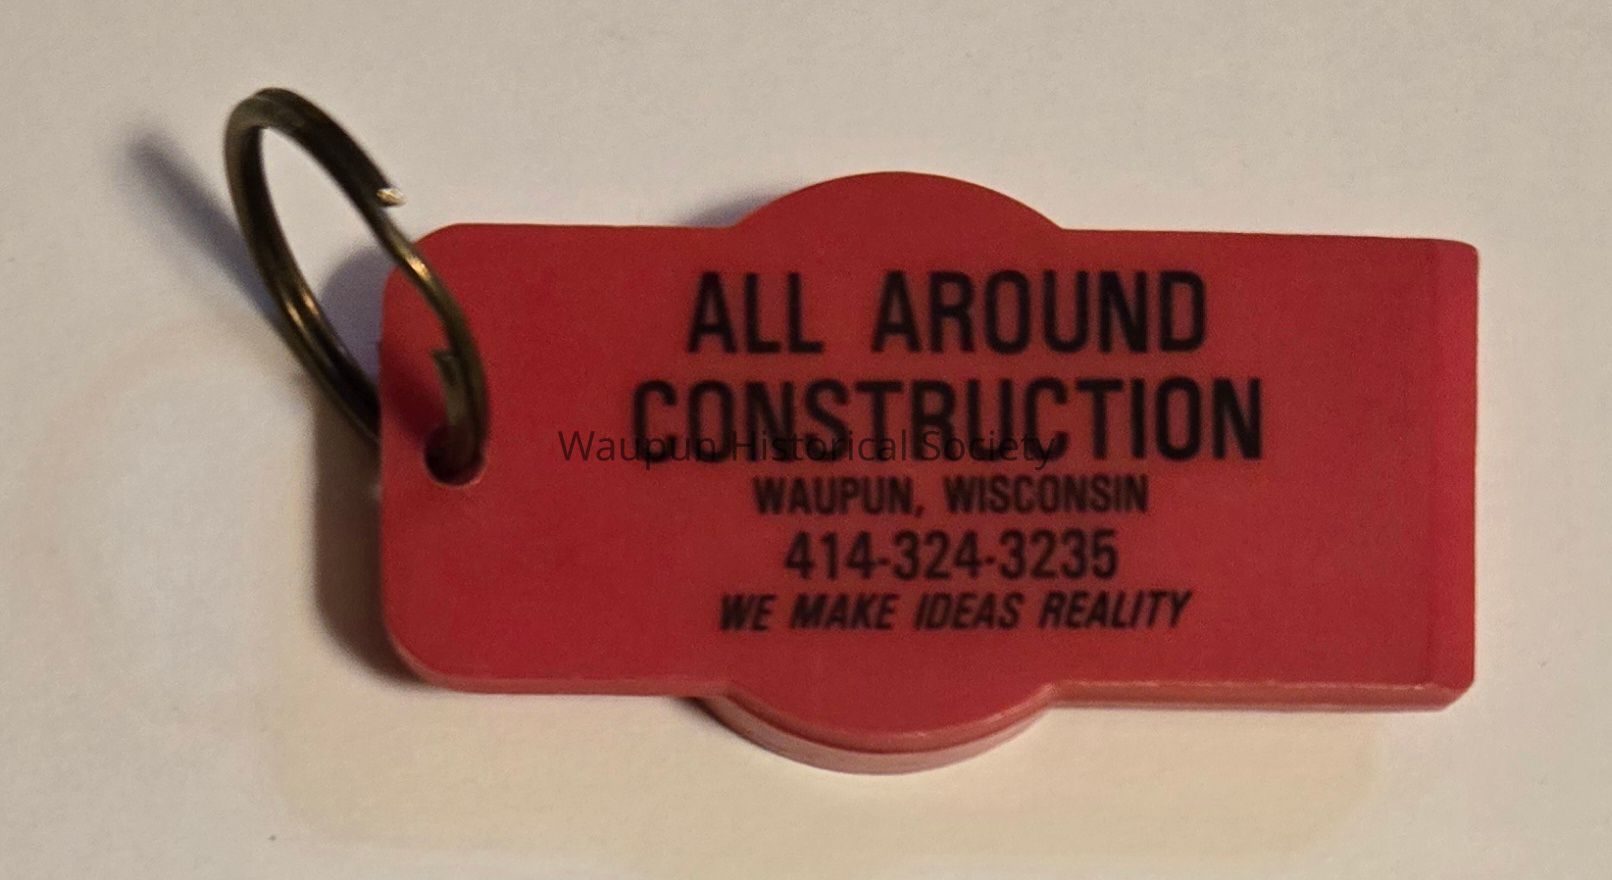 ALL AROUND
CONSTRUCTION
Waupun Historical Society
WAUPUN, WISCONSIN
414-324-3235
WE MAKE IDEAS REALITY